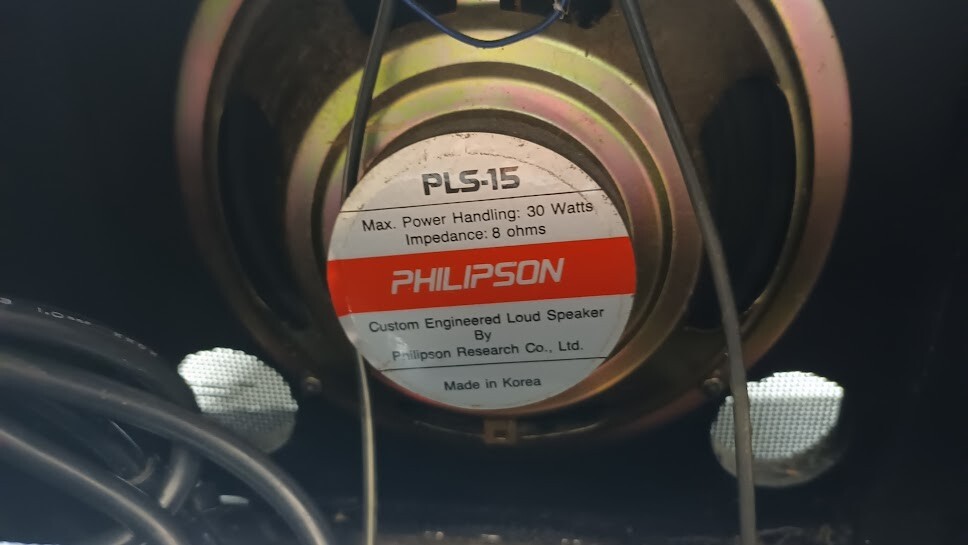 PLS-15
Max. Power Handling: 30 Watts
Impedance: 8 ohms
PHILIPSON
Custom Engineered Loud Speaker
By
Philipson Research Co., Ltd.
Made in Korea